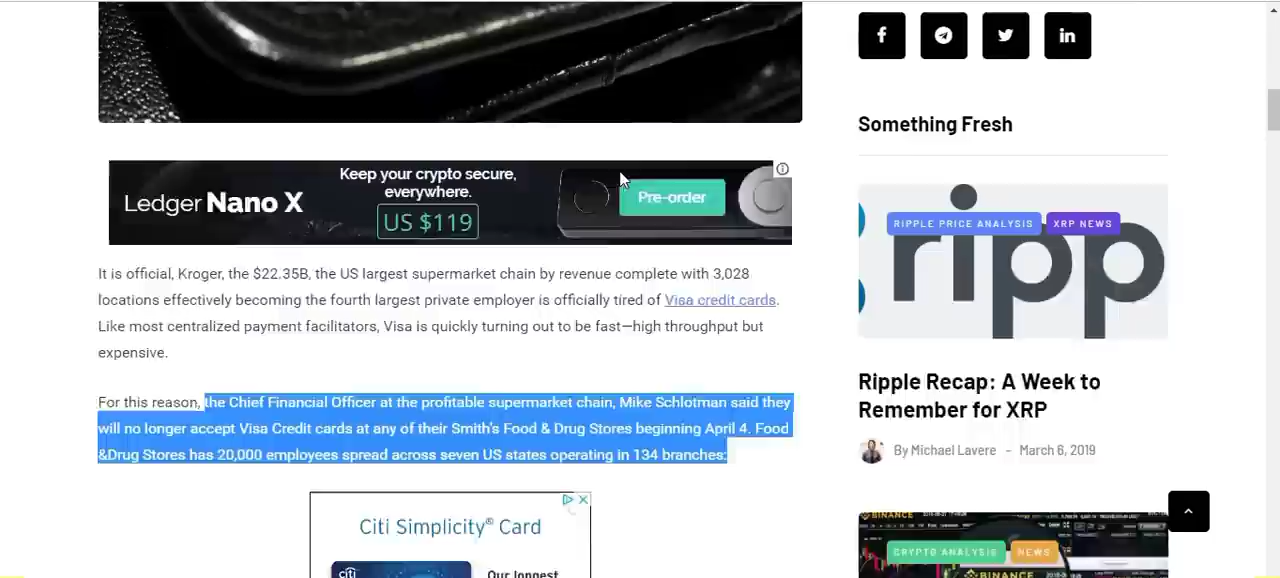 Keep your crypto secure,
everywhere.
Ledger Nano X
US $119
Pre-order
It is official, Kroger, the $22.35B, the US largest supermarket chain by revenue complete with 3,028
locations effectively becoming the fourth largest private employer is officially tired of Visa credit cards.
Like most centralized payment facilitators, Visa is quickly turning out to be fast—high throughput but
expensive.
For this reason, the Chief Financial Officer at the profitable supermarket chain, Mike Schlotman said they
will no longer accept Visa Credit cards at any of their Smith's Food & Drug Stores beginning April 4. Food
&Drug Stores has 20,000 employees spread across seven US states operating in 134 branches:
Citi Simplicity® Card
citi
Our longest
Something Fresh
RIPPLE PRICE ANALYSIS
XRP NEWS
ripp
Ripple Recap: A Week to
Remember for XRP
By Michael Lavere – March 6, 2019
BINANCE
CRYPTO ANALYSIS
NEWS
BINANCE